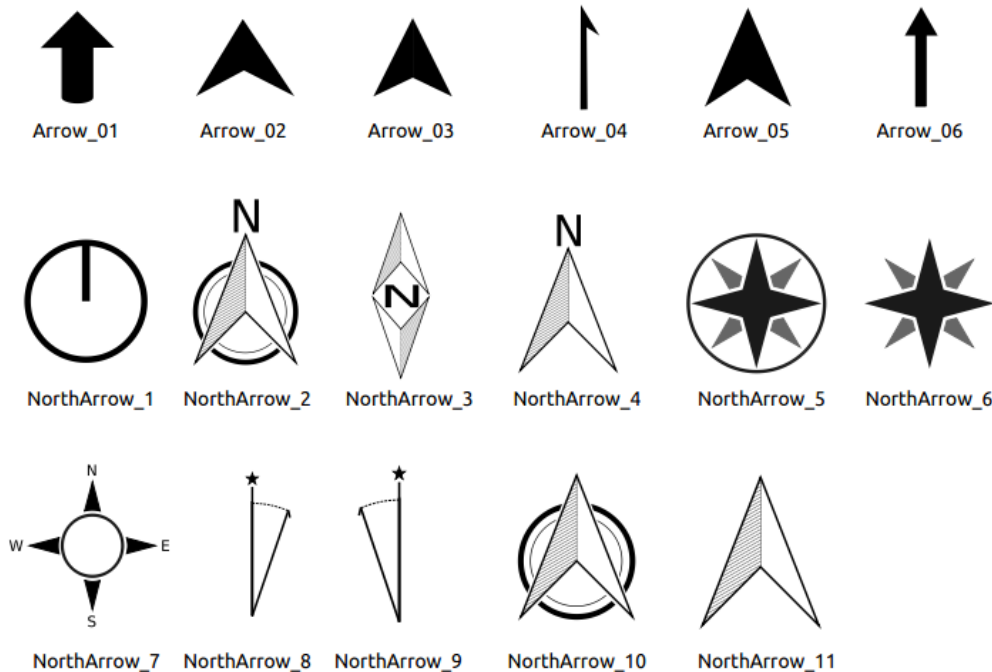 Arrow_01 Arrow_02 Arrow_03 Arrow_04 Arrow_05 Arrow_06
N N
N
NorthArrow_1 NorthArrow_2 NorthArrow_3 NorthArrow_4 NorthArrow_5 NorthArrow_6
N
W E
S
NorthArrow_7 NorthArrow_8 NorthArrow_9 NorthArrow_10 NorthArrow_11